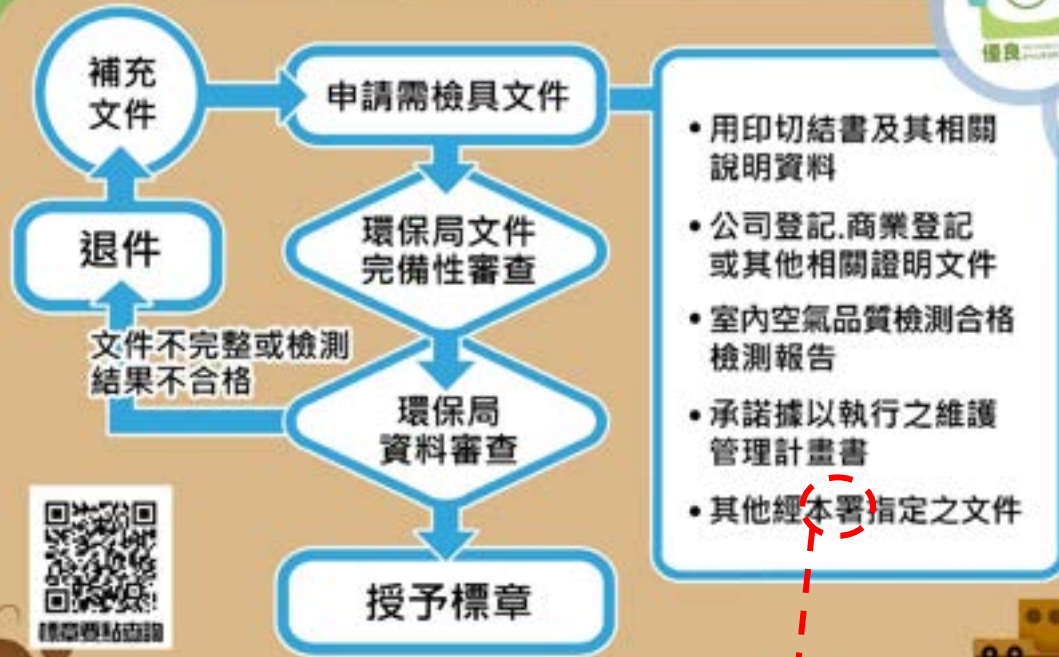 優良
補充
文件
申請需檢具文件
退件
環保局文件
完備性審查
文件不完整或檢測
結果不合格
環保局
資料審查
授予標章
• 用印切結書及其相關
說明資料
• 公司登記.商業登記
或其他相關證明文件
• 室內空氣品質檢測合格
檢測報告
• 承諾據以執行之維護
管理計畫書
• 其他經本署指定之文件
標章要點查詢